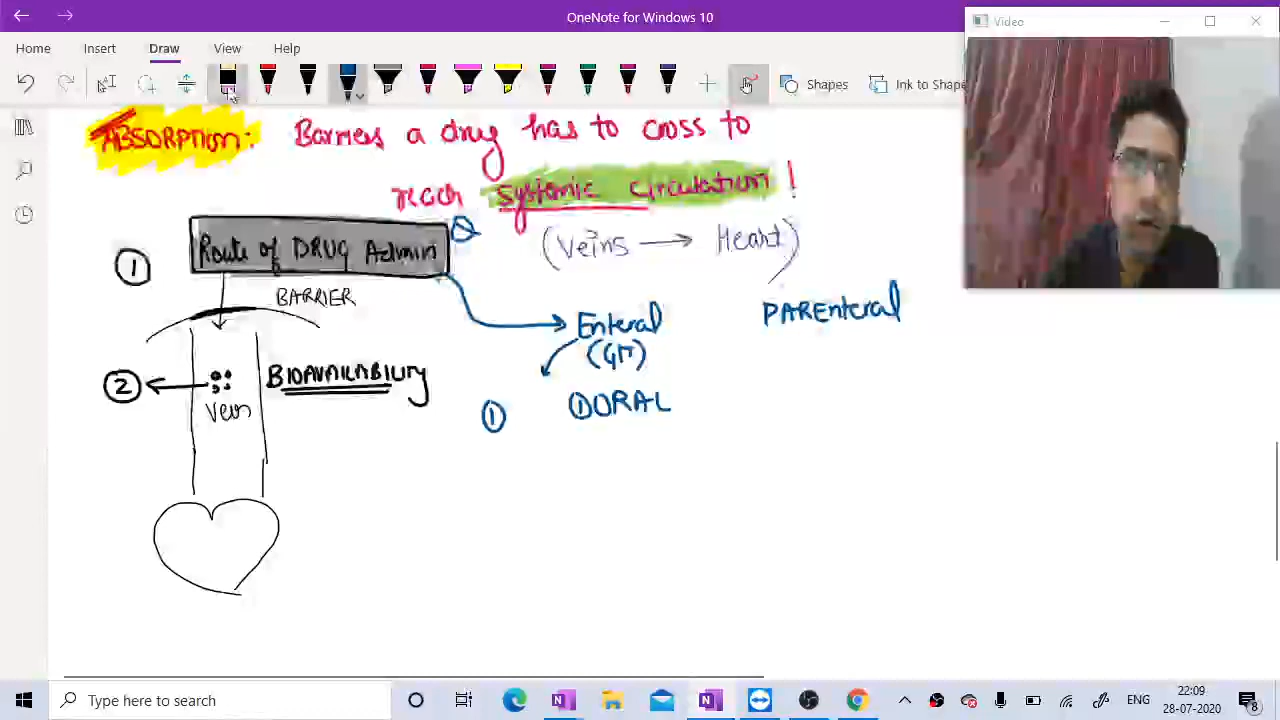 OneNote for Windows 10
Video
Home Insert Draw View Help
Shapes Ink to Shape
ABSORPTION: Barriers a drug has to cross to
reach systemic circulation !
(Veins → Heart)
① Route of DRUG Admin
BARRIER
Enteral PAREnteral
(GIT)
② BIOAVAILABILITY
Vein
① ① ORAL
Type here to search
ENG
22:09
28-07-2020
8